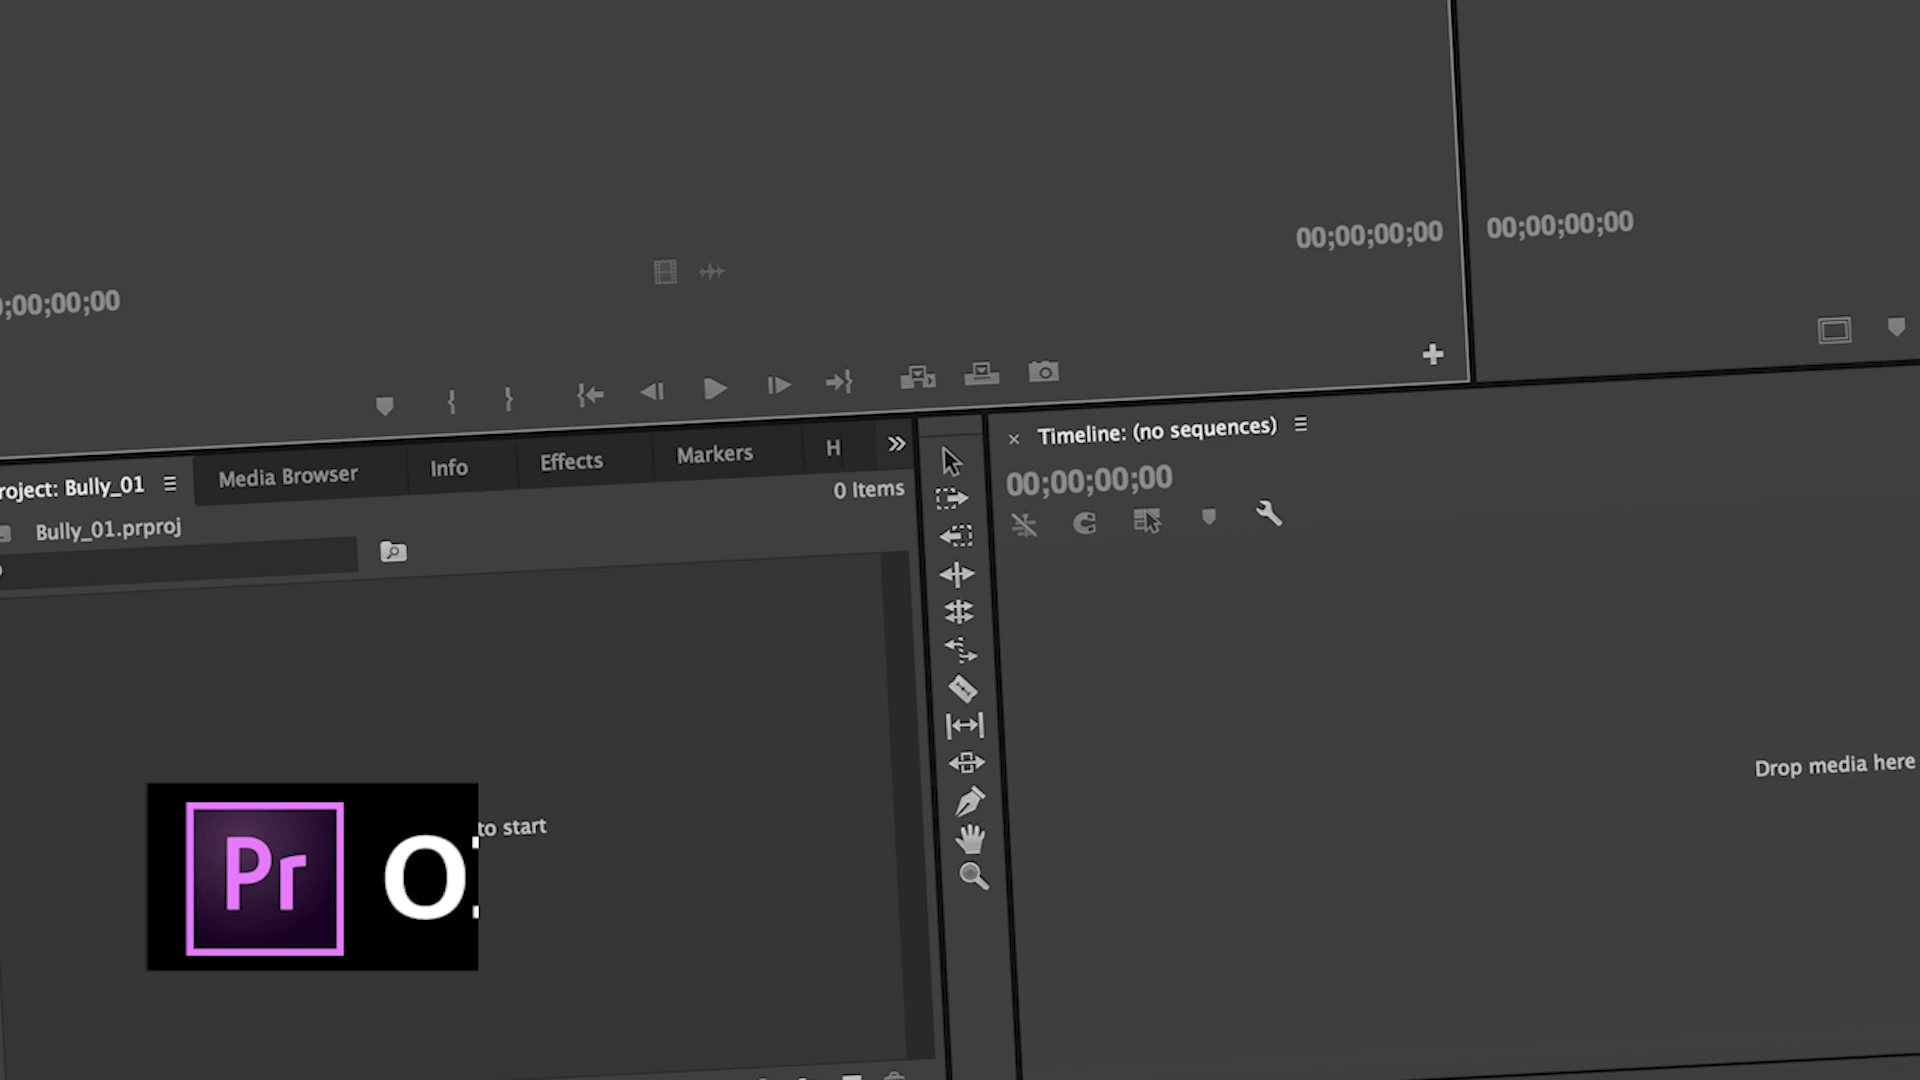 00;00;00;00
00;00;00;00
;00;00;00
Timeline: (no sequences)
00;00;00;00
roject: Bully_01
Media Browser
Info
Effects
Markers
H
0 Items
Bully_01.prproj
Drop media here
to start
Pr